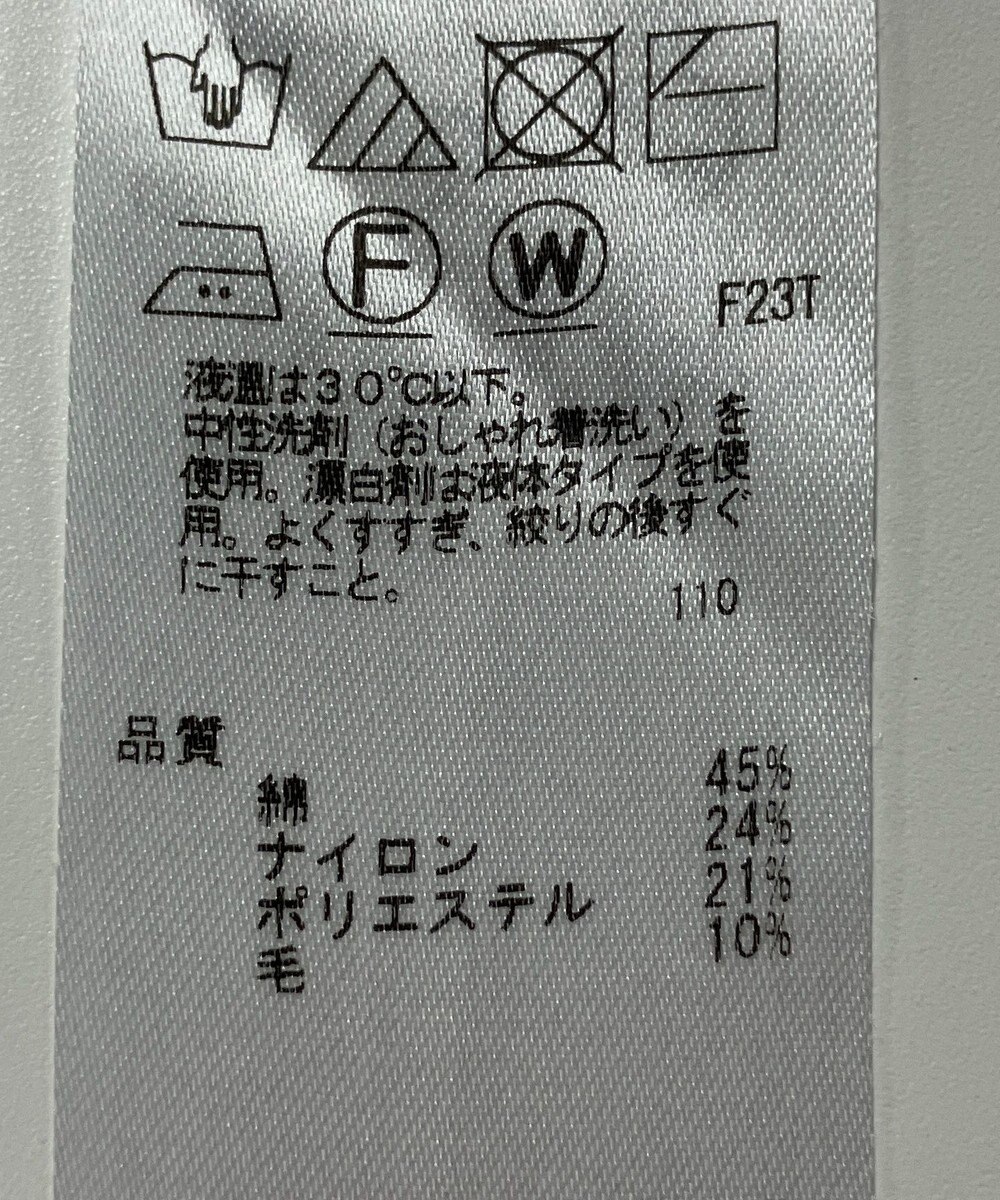 F W F23T
液温は30℃以下。
中性洗剤(おしゃれ着洗い)を
使用。漂白剤は液体タイプを使
用。よくすすぎ、絞りの後すぐ
に干すこと。
110
品質
綿 45%
ナイロン 24%
ポリエステル 21%
毛 10%